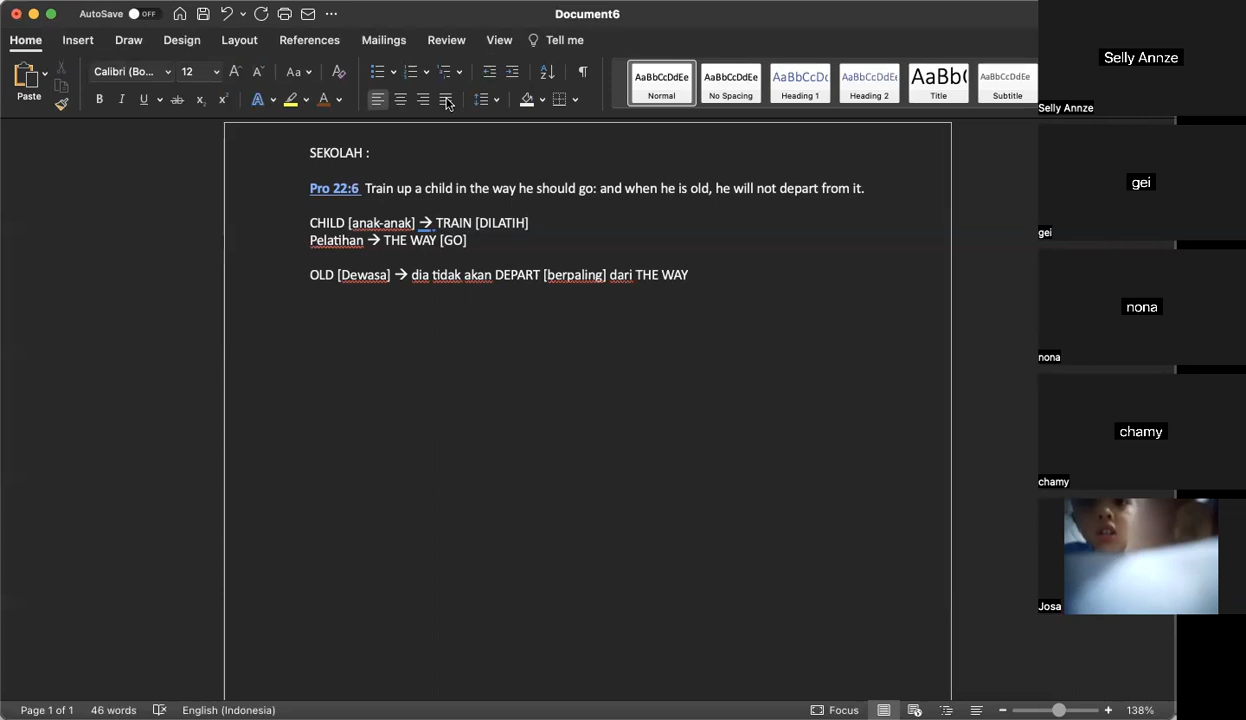 AutoSave OFF
Document6
Home Insert Draw Design Layout References Mailings Review View Tell me
Paste
Calibri (Bo... 12
AaBbCcDdEe
Normal
AaBbCcDdEe
No Spacing
AaBbCcDc
Heading 1
AaBbCcDdEe
Heading 2
AaBb(
Title
AaBbCcDdEe
Subtitle
SEKOLAH :
Pro 22:6 Train up a child in the way he should go: and when he is old, he will not depart from it.
CHILD [anak-anak] → TRAIN [DILATIH]
Pelatihan → THE WAY [GO]
OLD [Dewasa] → dia tidak akan DEPART [berpaling] dari THE WAY
Selly Annze
Selly Annze
gei
gei
nona
nona
chamy
chamy
Josa
Page 1 of 1 46 words English (Indonesia) Focus 138%